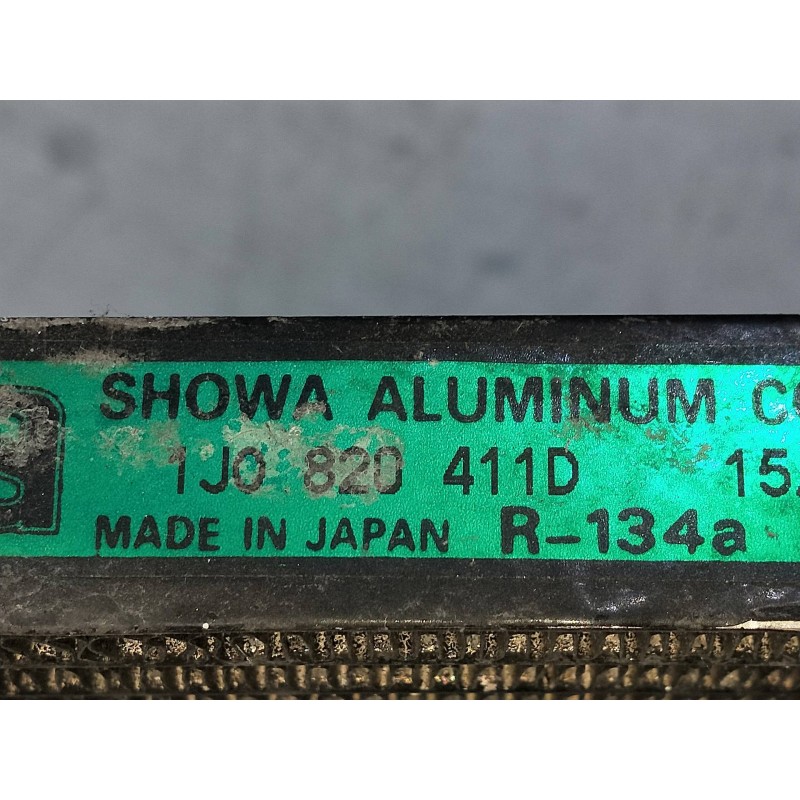 SHOWA ALUMINUM
1J0 820 411D
MADE IN JAPAN R-134a